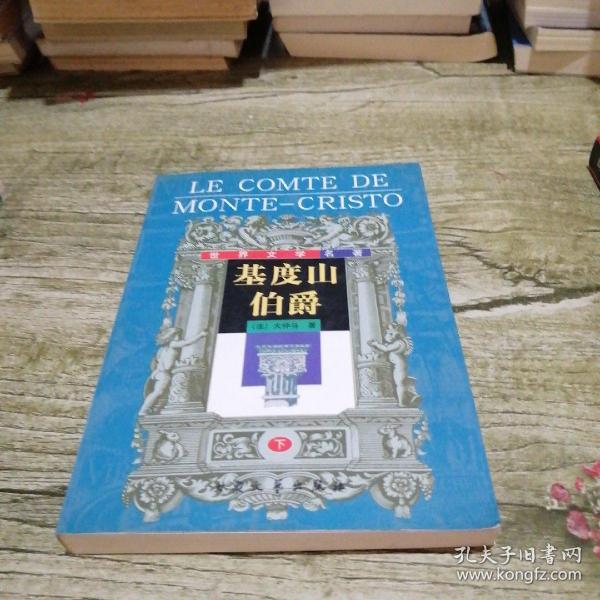 LE COMTE DE
MONTE-CRISTO
世界文学名著
基度山
伯爵
(法) 大仲马 著
下
孔夫子旧書网
www.kongfz.com